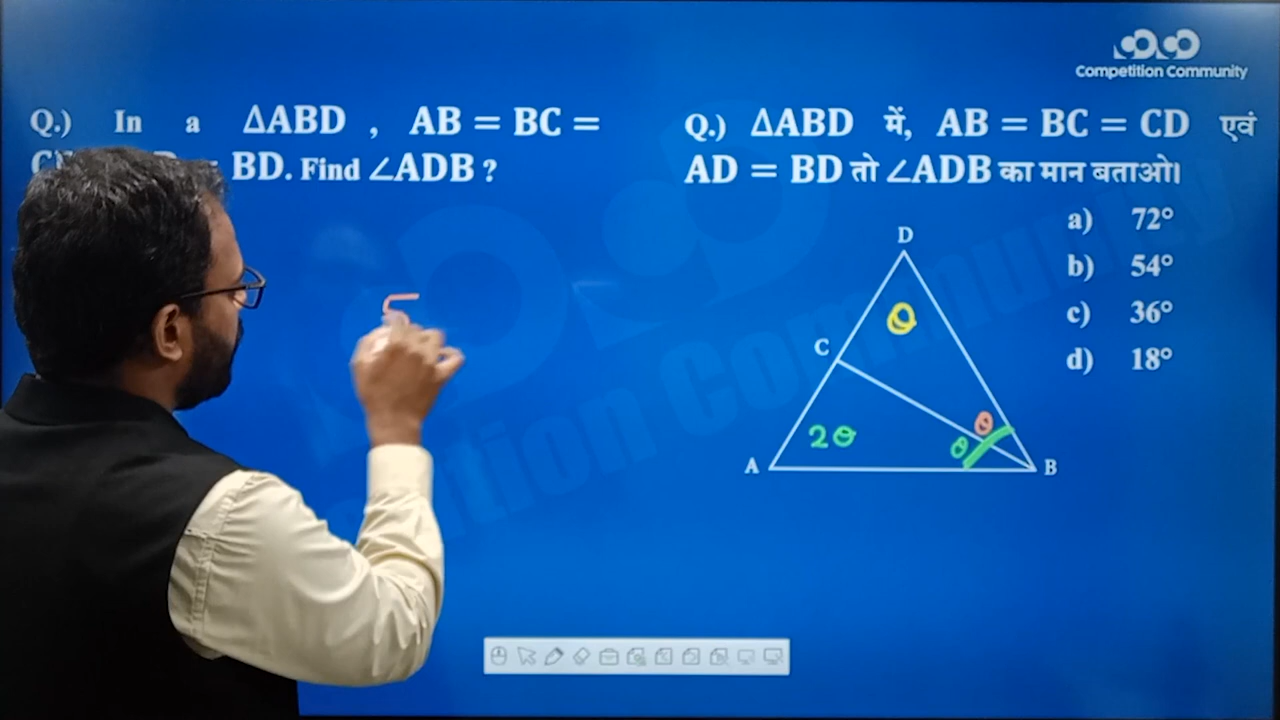 Competition Community
Q.) In a ΔABD , AB = BC =
BD. Find ∠ADB ?
Q.) ΔABD में, AB = BC = CD एवं
AD = BD तो ∠ADB का मान बताओ।
a) 72°
b) 54°
c) 36°
d) 18°
D
C
θ
2θ
θ
θ
A
B